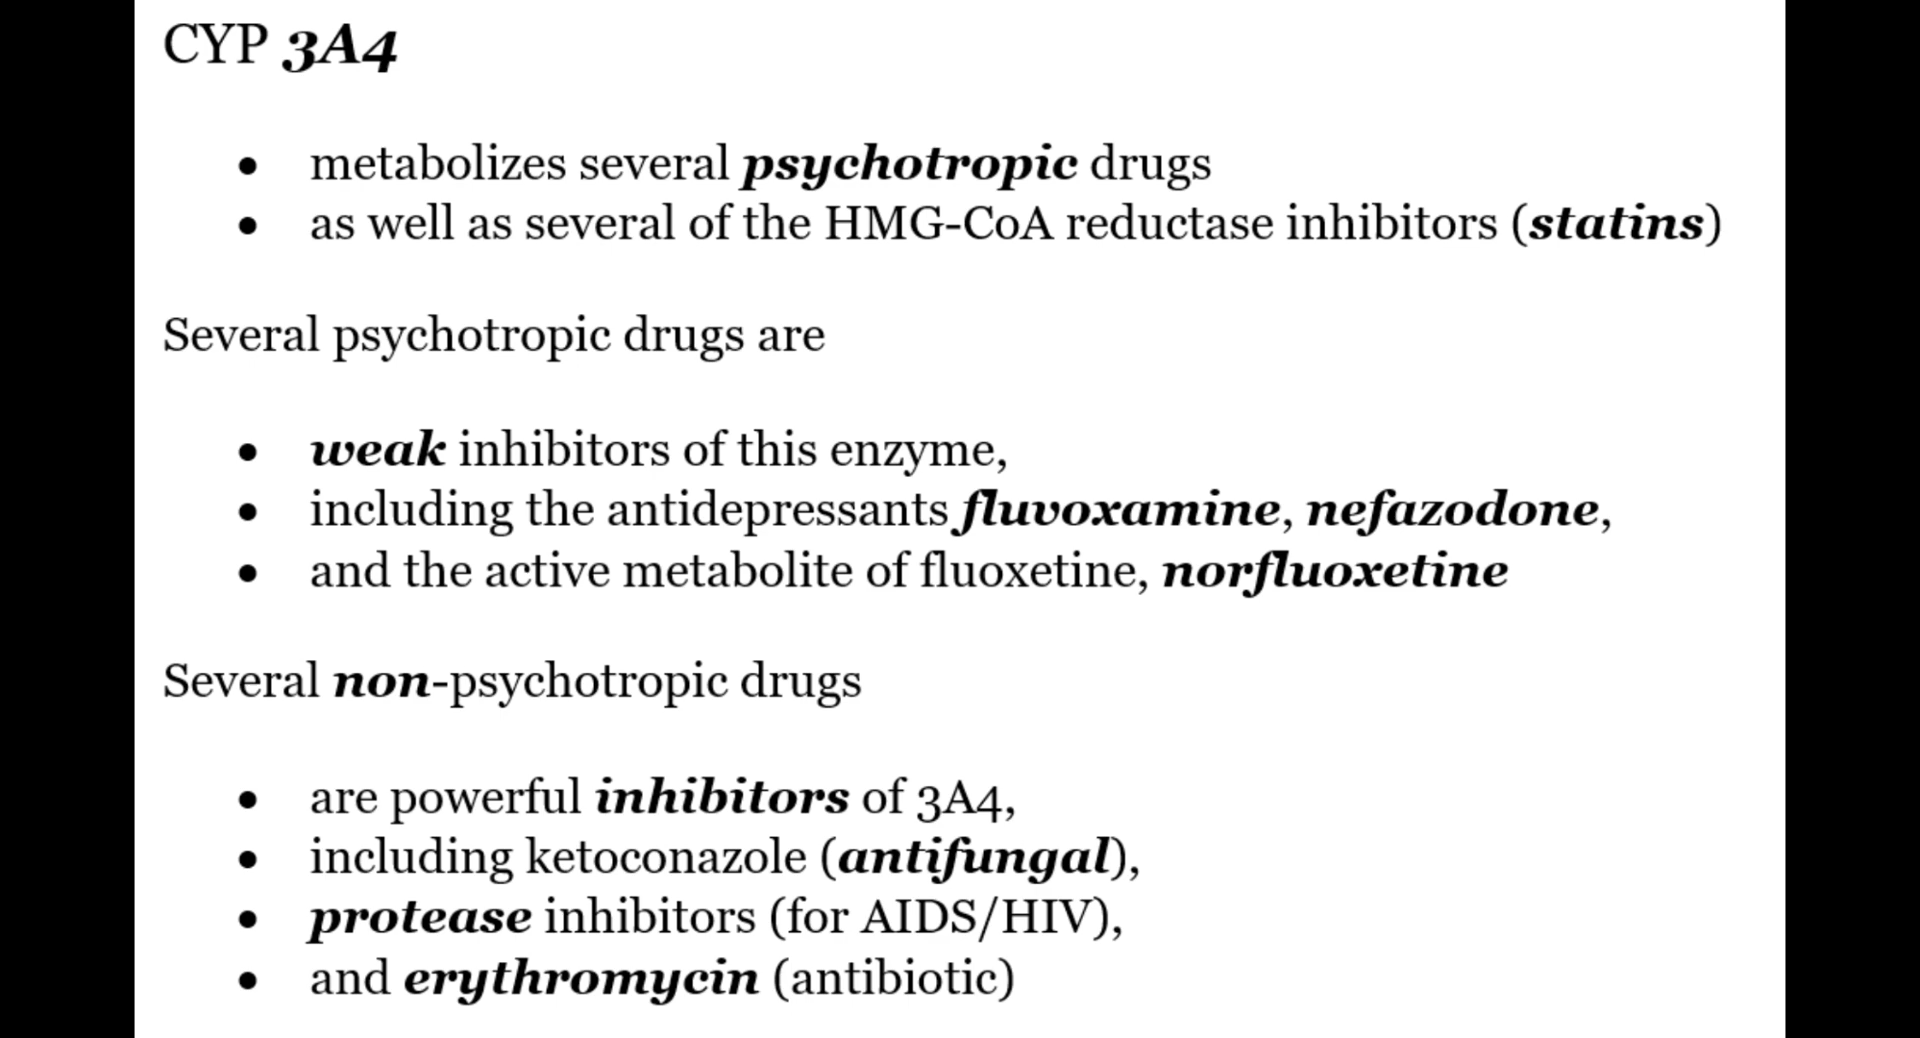 CYP 3A4
• metabolizes several psychotropic drugs
• as well as several of the HMG-CoA reductase inhibitors (statins)
Several psychotropic drugs are
• weak inhibitors of this enzyme,
• including the antidepressants fluvoxamine, nefazodone,
• and the active metabolite of fluoxetine, norfluoxetine
Several non-psychotropic drugs
• are powerful inhibitors of 3A4,
• including ketoconazole (antifungal),
• protease inhibitors (for AIDS/HIV),
• and erythromycin (antibiotic)